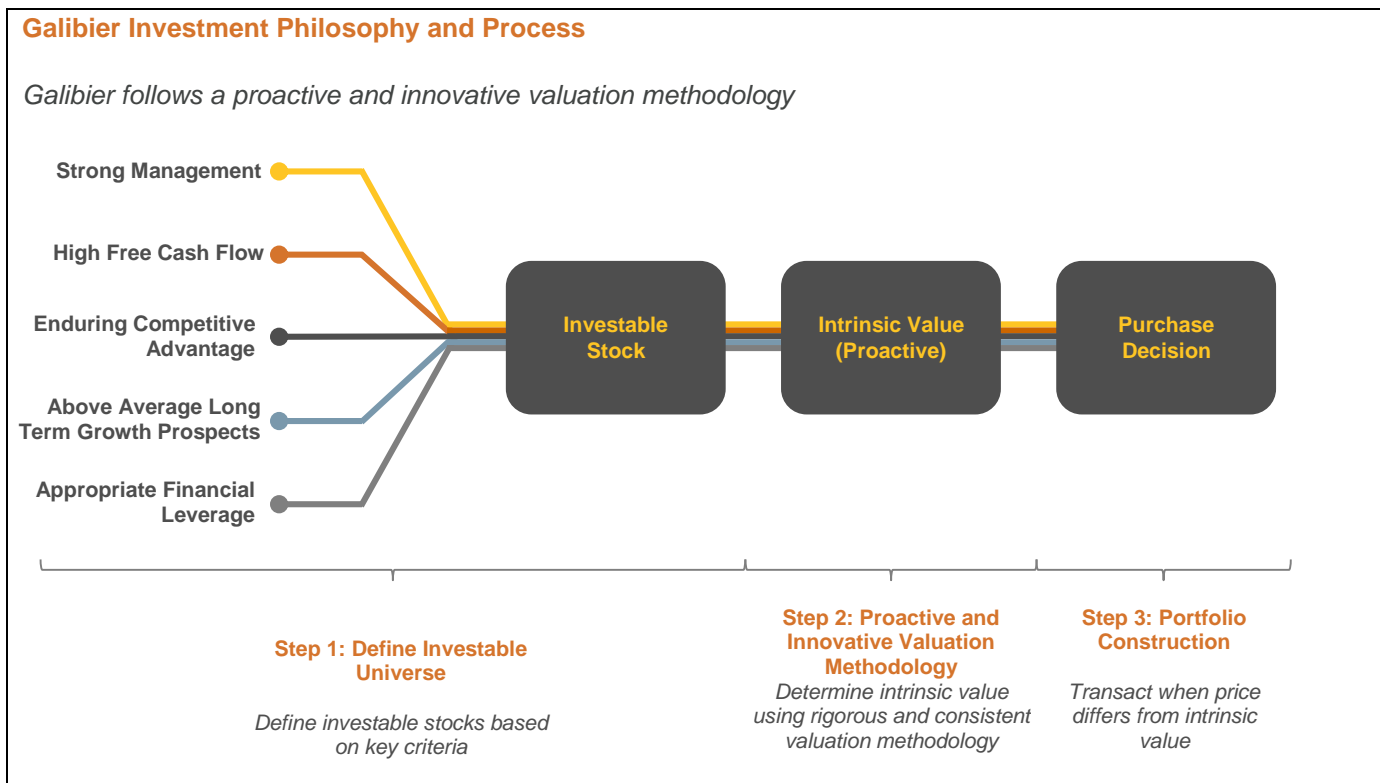 Galibier Investment Philosophy and Process
Galibier follows a proactive and innovative valuation methodology
Strong Management
High Free Cash Flow
Enduring Competitive
Advantage
Above Average Long
Term Growth Prospects
Appropriate Financial
Leverage
Investable
Stock
Intrinsic Value
(Proactive)
Purchase
Decision
Step 1: Define Investable
Universe
Define investable stocks based
on key criteria
Step 2: Proactive and
Innovative Valuation
Methodology
Determine intrinsic value
using rigorous and consistent
valuation methodology
Step 3: Portfolio
Construction
Transact when price
differs from intrinsic
value